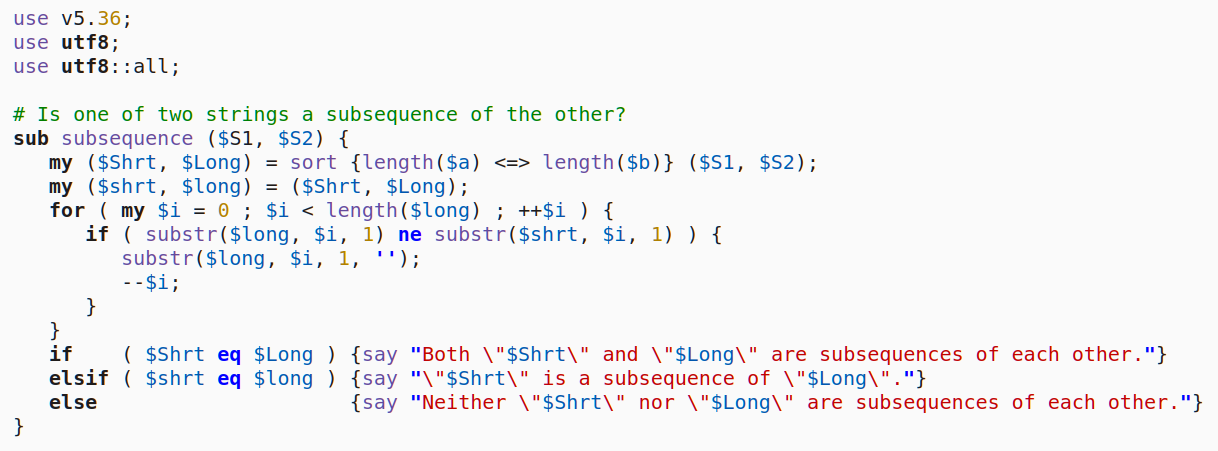 use v5.36;
use utf8;
use utf8::all;

# Is one of two strings a subsequence of the other?
sub subsequence ($S1, $S2) {
   my ($Shrt, $Long) = sort {length($a) <=> length($b)} ($S1, $S2);
   my ($shrt, $long) = ($Shrt, $Long);
   for ( my $i = 0 ; $i < length($long) ; ++$i ) {
      if ( substr($long, $i, 1) ne substr($shrt, $i, 1) ) {
         substr($long, $i, 1, '');
         --$i;
      }
   }
   if    ( $Shrt eq $Long ) {say "Both \"$Shrt\" and \"$Long\" are subsequences of each other."}
   elsif ( $shrt eq $long ) {say "\"$Shrt\" is a subsequence of \"$Long\"."}
   else                     {say "Neither \"$Shrt\" nor \"$Long\" are subsequences of each other."}
}